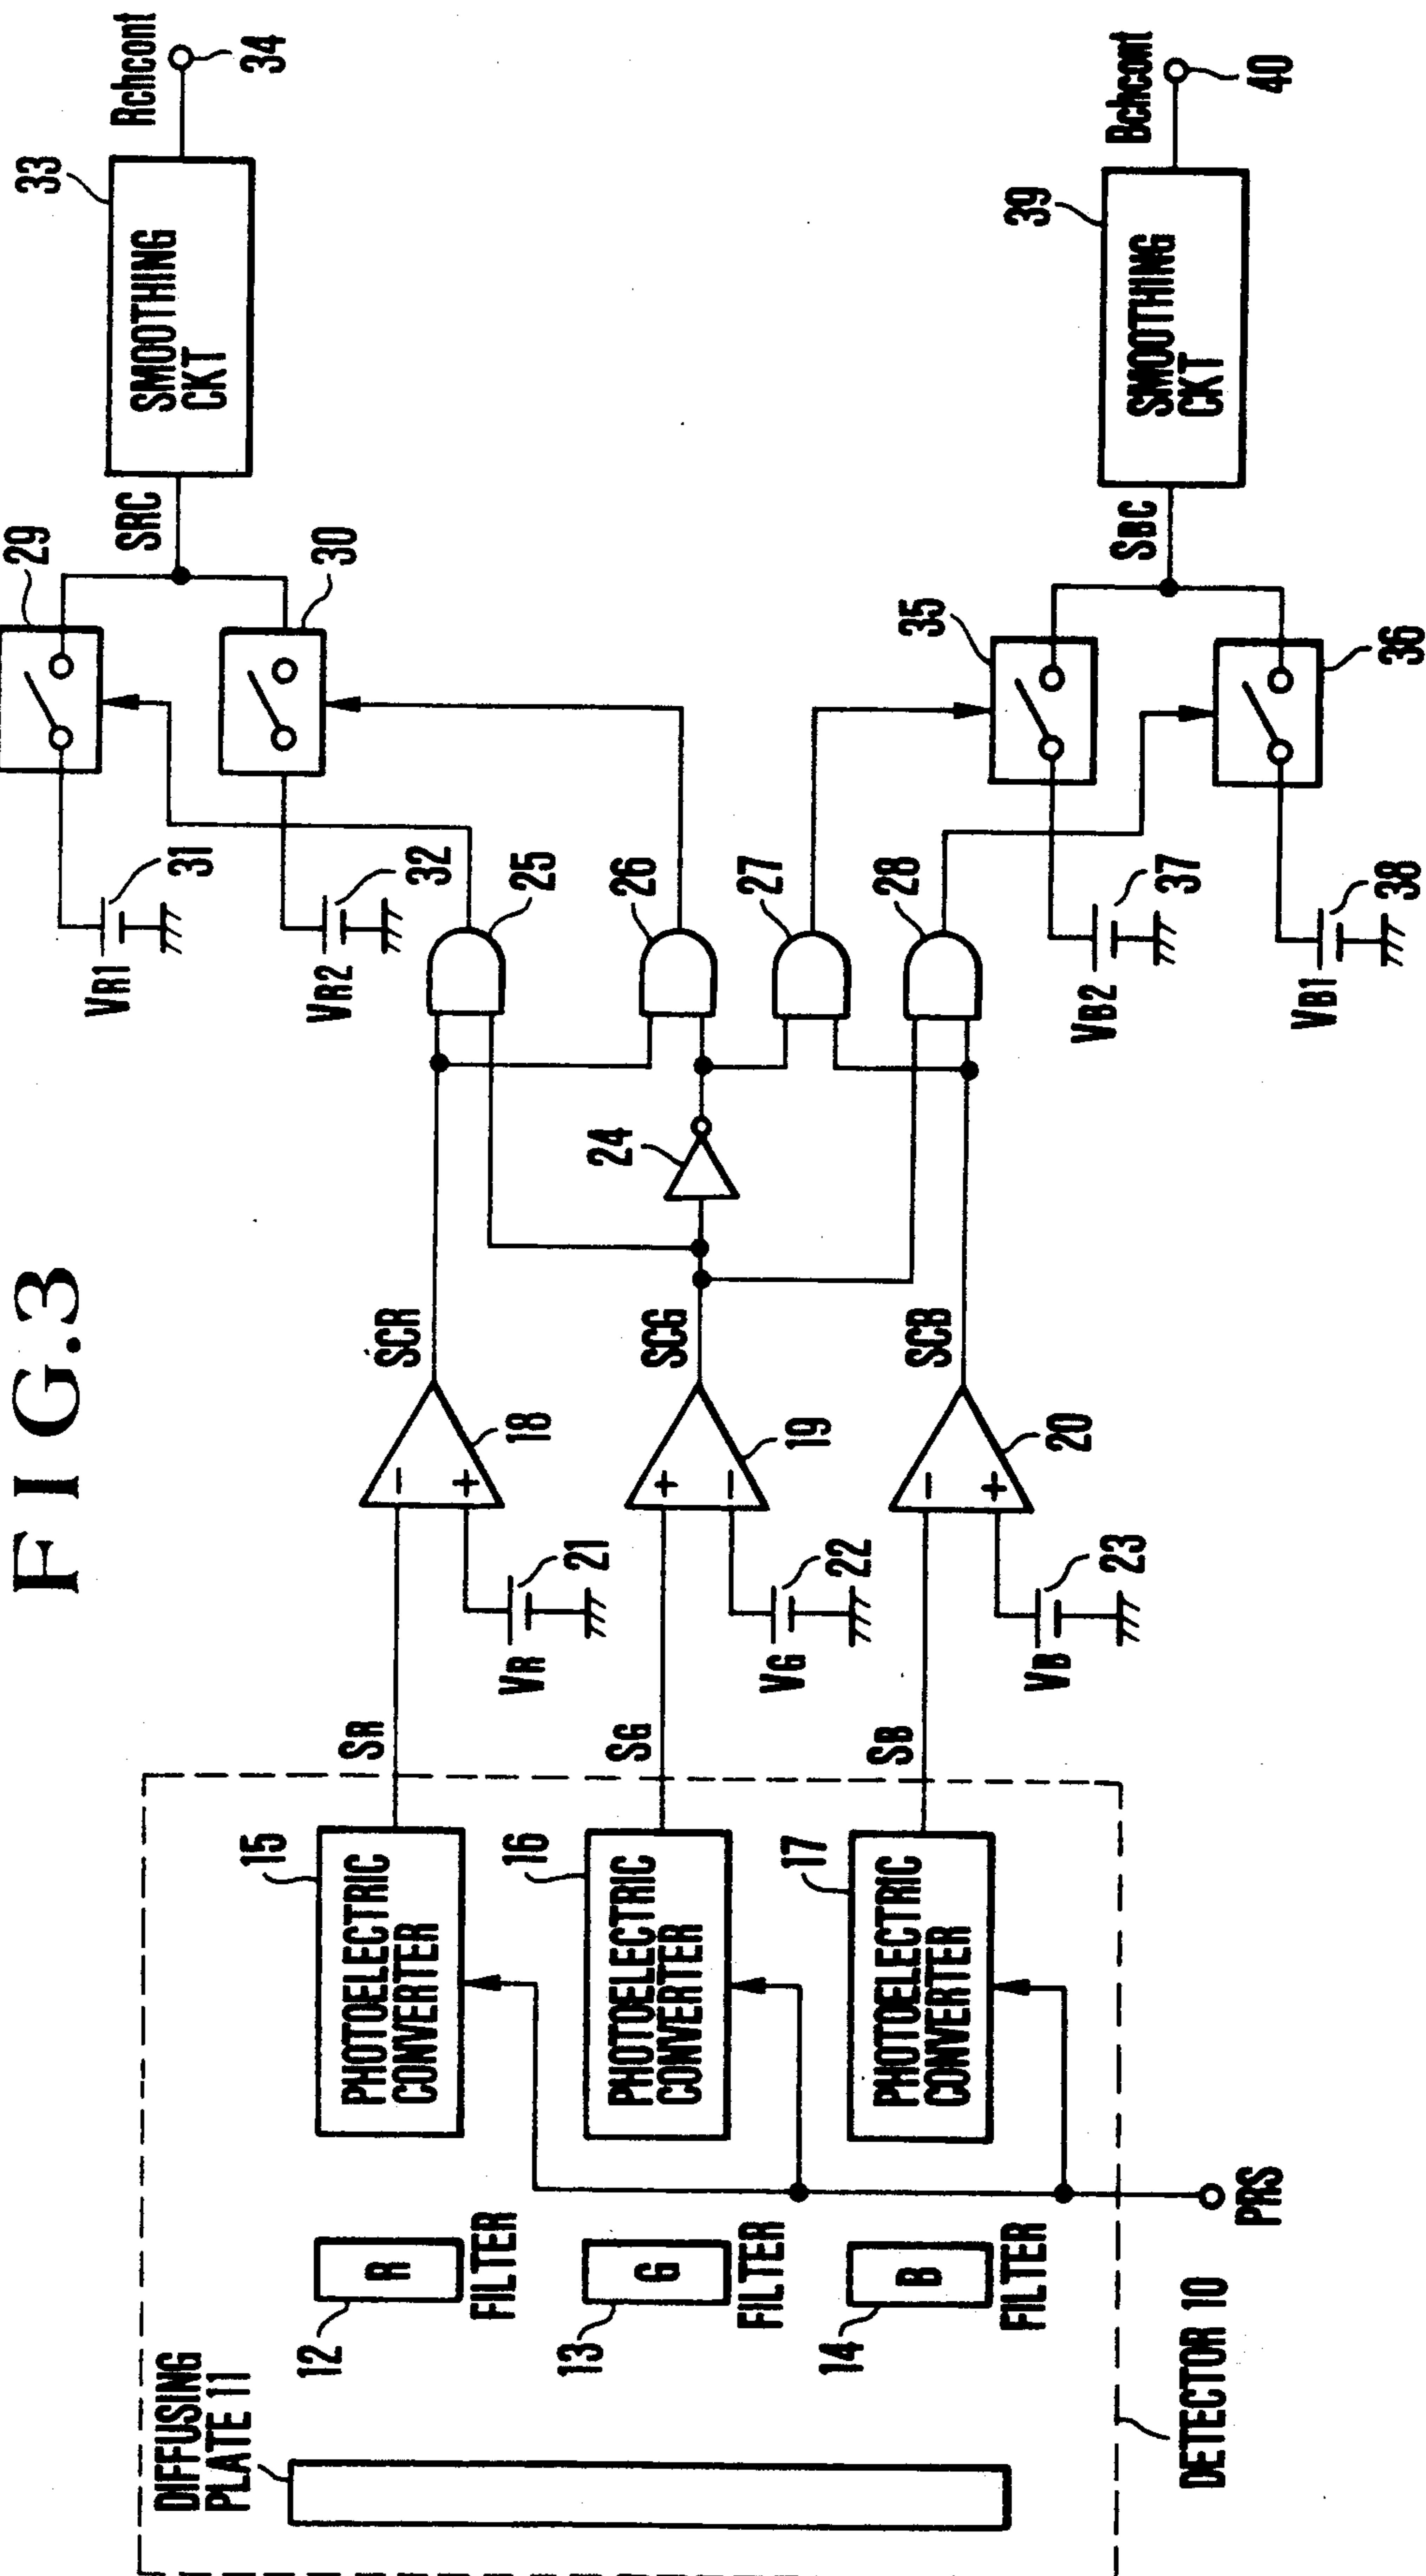 FIG.3
DIFFUSING
PLATE 11
12
R
FILTER
13
G
FILTER
14
B
FILTER
DETECTOR 10
PRS
15
PHOTOELECTRIC
CONVERTER
16
PHOTOELECTRIC
CONVERTER
17
PHOTOELECTRIC
CONVERTER
SR
SG
SB
VR
21
VG
22
VB
23
-
+
18
+
-
19
-
+
20
SCR
SCG
SCB
24
25
26
27
28
VR1
31
VR2
32
VB2
37
VB1
38
29
30
35
36
SRC
SBC
33
SMOOTHING
CKT
39
SMOOTHING
CKT
Rchcont
34
Bchcont
40